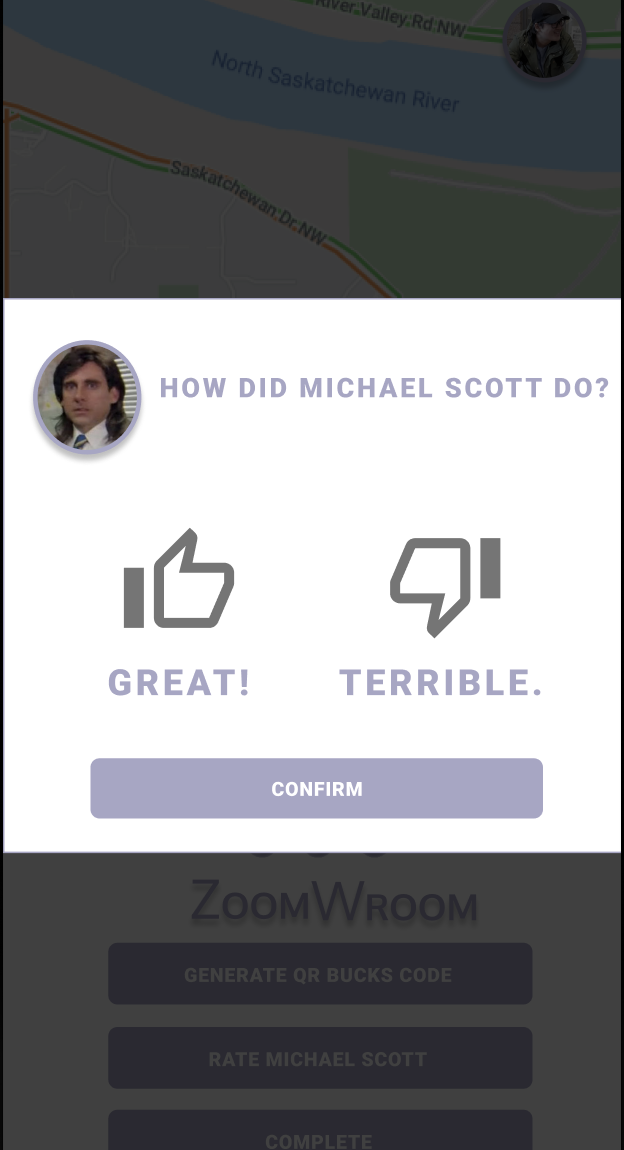 River Valley Rd NW
North Saskatchewan River
Saskatchewan Dr NW
HOW DID MICHAEL SCOTT DO?
GREAT!
TERRIBLE.
CONFIRM
ZOOMWROOM
GENERATE QR BUCKS CODE
RATE MICHAEL SCOTT
COMPLETE